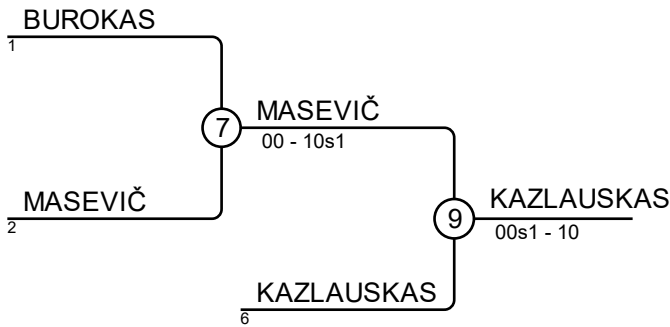 BUROKAS
1
7
MASEVIČ
00 - 10s1
MASEVIČ
2
9
KAZLAUSKAS
00s1 - 10
KAZLAUSKAS
6